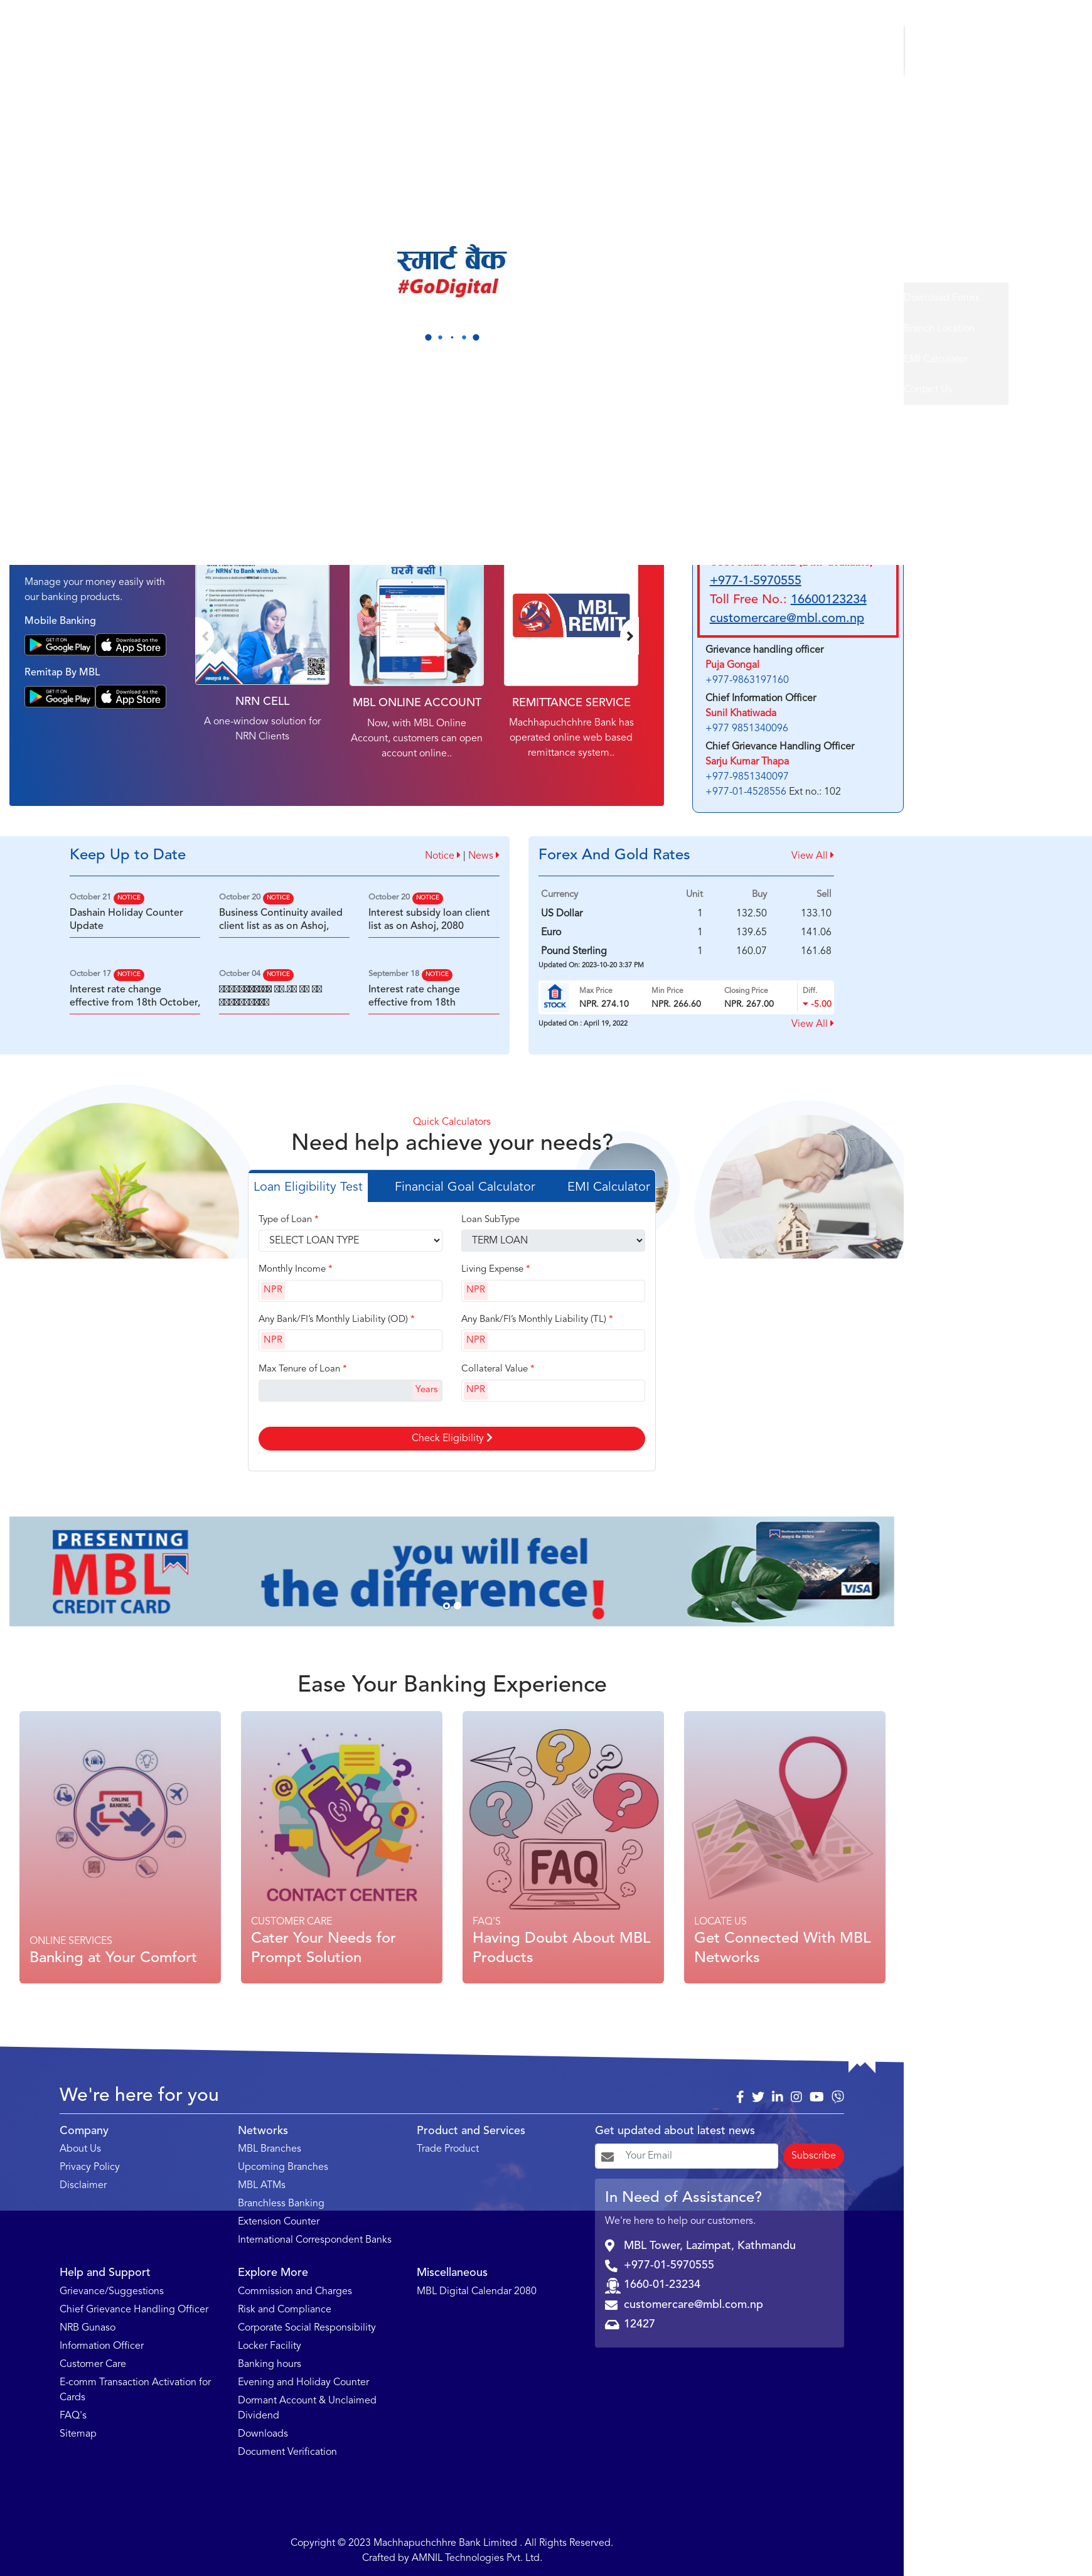 स्मार्ट बैंक
#GoDigital
Branch Location
EMI Calculator
Contact Us
Manage your money easily with
our banking products.
Mobile Banking
GET IT ON
Google Play
Download on the
App Store
Remitap By MBL
GET IT ON
Google Play
Download on the
App Store
for NRNs' to Bank with Us.
NRN CELL
A one-window solution for
NRN Clients
घरमै बसी !
MBL ONLINE ACCOUNT
Now, with MBL Online
Account, customers can open
account online..
MBL
REMIT
REMITTANCE SERVICE
Machhapuchchhre Bank has
operated online web based
remittance system..
+977-1-5970555
Toll Free No.: 16600123234
customercare@mbl.com.np
Grievance handling officer
Puja Gongal
+977-9863197160
Chief Information Officer
Sunil Khatiwada
+977 9851340096
Chief Grievance Handling Officer
Sarju Kumar Thapa
+977-9851340097
+977-01-4528556 Ext no.: 102
Keep Up to Date
Notice | News
October 21 NOTICE
Dashain Holiday Counter
Update
October 20 NOTICE
Business Continuity availed
client list as as on Ashoj,
October 20 NOTICE
Interest subsidy loan client
list as on Ashoj, 2080
October 17 NOTICE
Interest rate change
effective from 18th October,
October 04 NOTICE
September 18 NOTICE
Interest rate change
effective from 18th
Forex And Gold Rates
View All
Currency Unit Buy Sell
US Dollar 1 132.50 133.10
Euro 1 139.65 141.06
Pound Sterling 1 160.07 161.68
Updated On: 2023-10-20 3:37 PM
STOCK
Max Price Min Price Closing Price Diff.
NPR. 274.10 NPR. 266.60 NPR. 267.00 -5.00
Updated On : April 19, 2022
View All
Quick Calculators
Need help achieve your needs?
Loan Eligibility Test
Financial Goal Calculator
EMI Calculator
Type of Loan *
Loan SubType
SELECT LOAN TYPE
TERM LOAN
Monthly Income *
Living Expense *
NPR
NPR
Any Bank/FI's Monthly Liability (OD) *
Any Bank/FI's Monthly Liability (TL) *
NPR
NPR
Max Tenure of Loan *
Collateral Value *
Years
NPR
Check Eligibility
PRESENTING
MBL
CREDIT CARD
you will feel
the difference!
VISA
Ease Your Banking Experience
ONLINE
BANKING
ONLINE SERVICES
Banking at Your Comfort
CONTACT CENTER
CUSTOMER CARE
Cater Your Needs for
Prompt Solution
FAQ
FAQ'S
Having Doubt About MBL
Products
LOCATE US
Get Connected With MBL
Networks
We're here for you
Company
About Us
Privacy Policy
Disclaimer
Networks
MBL Branches
Upcoming Branches
MBL ATMs
Branchless Banking
Extension Counter
International Correspondent Banks
Product and Services
Trade Product
Get updated about latest news
Your Email
Subscribe
In Need of Assistance?
We're here to help our customers.
MBL Tower, Lazimpat, Kathmandu
+977-01-5970555
1660-01-23234
customercare@mbl.com.np
12427
Help and Support
Grievance/Suggestions
Chief Grievance Handling Officer
NRB Gunaso
Information Officer
Customer Care
E-comm Transaction Activation for
Cards
FAQ's
Sitemap
Explore More
Commission and Charges
Risk and Compliance
Corporate Social Responsibility
Locker Facility
Banking hours
Evening and Holiday Counter
Dormant Account & Unclaimed
Dividend
Downloads
Document Verification
Miscellaneous
MBL Digital Calendar 2080
Copyright © 2023 Machhapuchchhre Bank Limited . All Rights Reserved.
Crafted by AMNIL Technologies Pvt. Ltd.